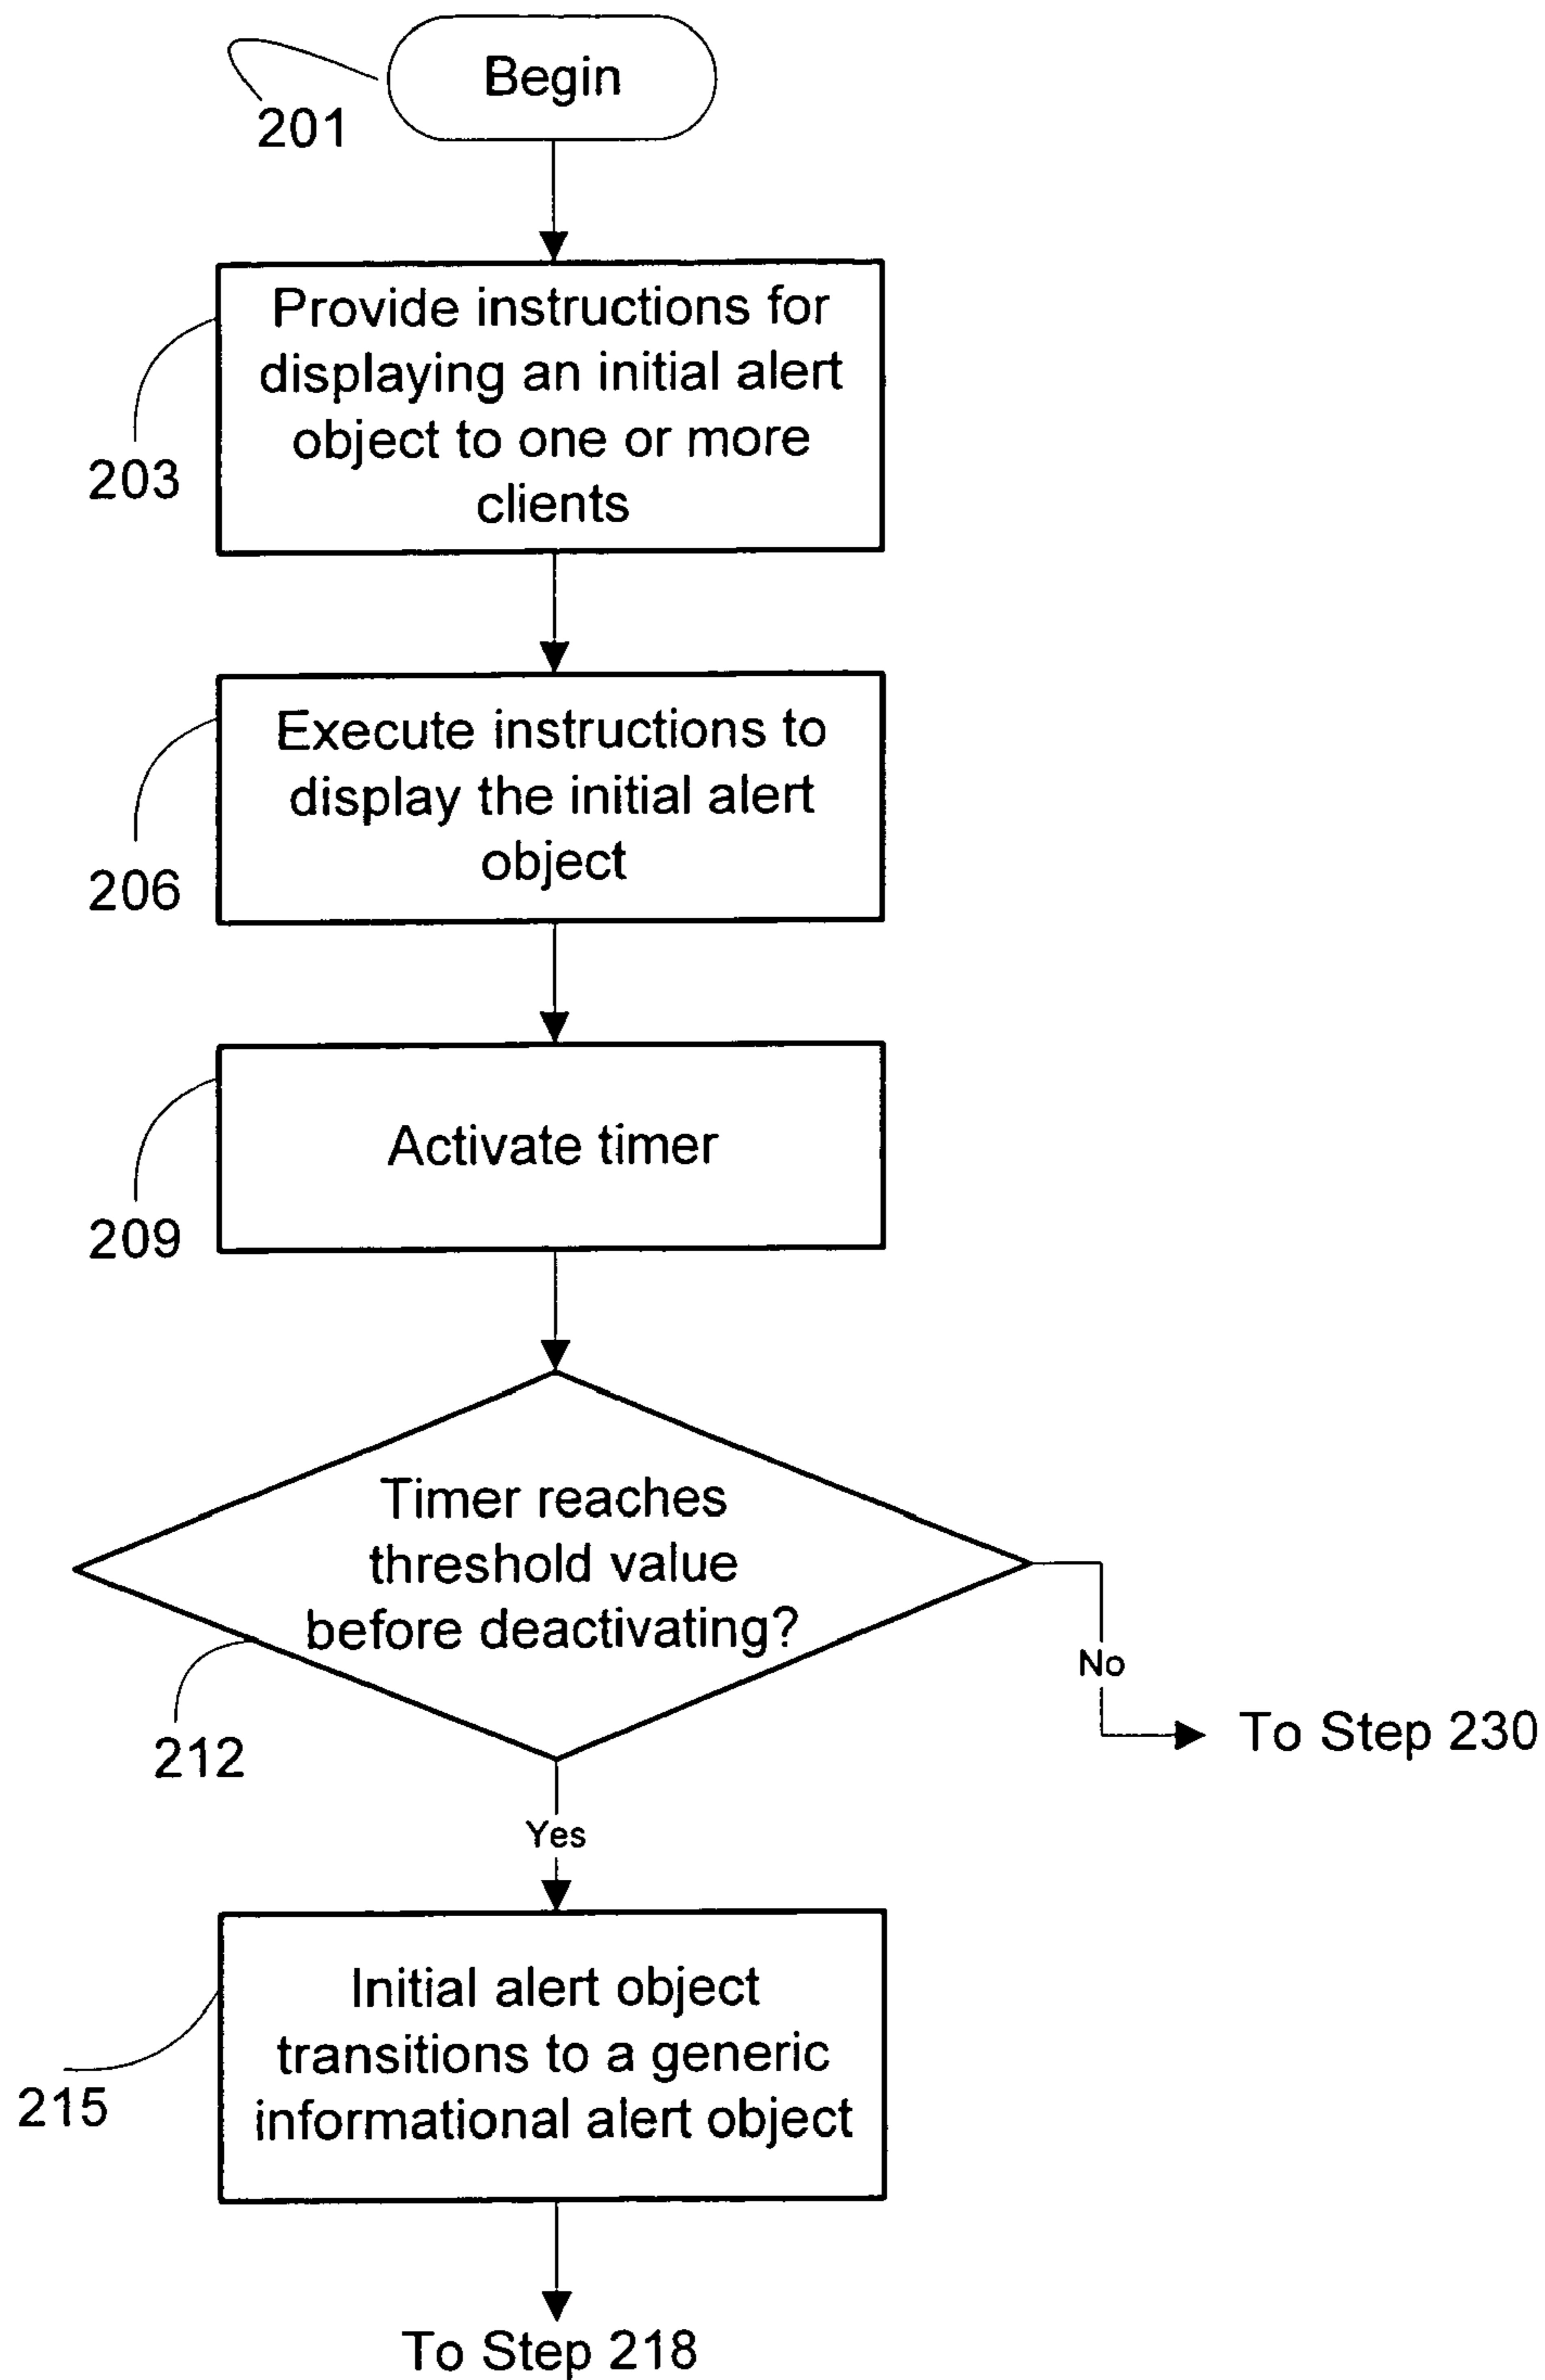 Begin
201
Provide instructions for
displaying an initial alert
object to one or more
clients
203
Execute instructions to
display the initial alert
object
206
Activate timer
209
Timer reaches
threshold value
before deactivating?
No
212
To Step 230
Yes
Initial alert object
transitions to a generic
informational alert object
215
To Step 218